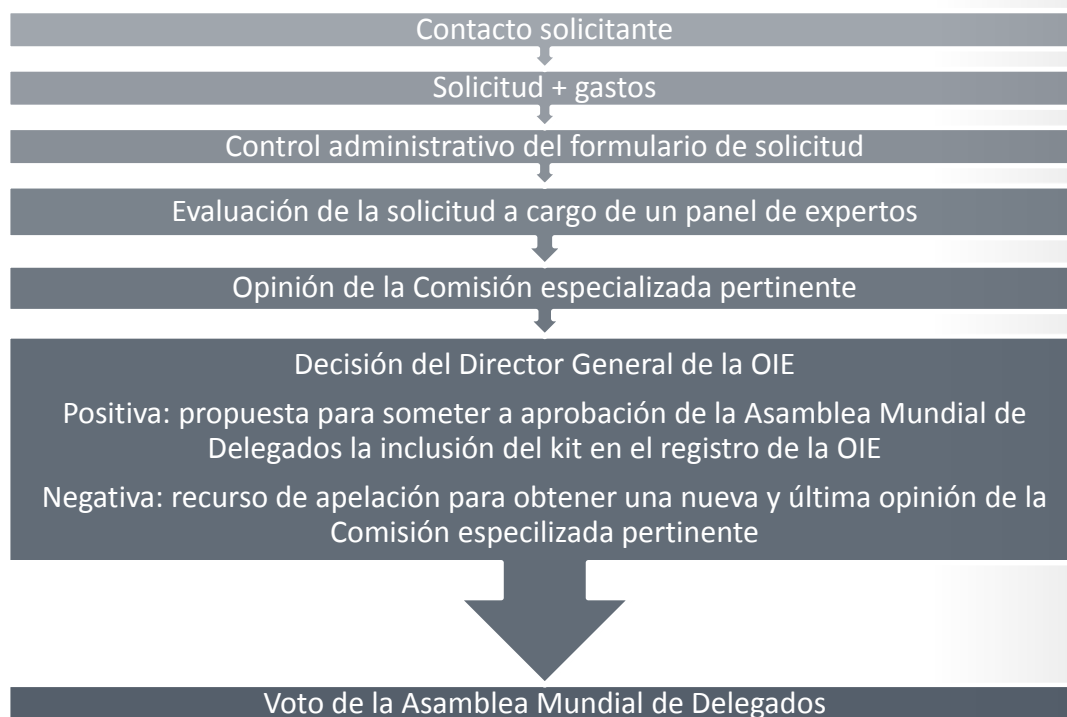 Contacto solicitante
Solicitud + gastos
Control administrativo del formulario de solicitud
Evaluación de la solicitud a cargo de un panel de expertos
Opinión de la Comisión especializada pertinente
Decisión del Director General de la OIE
Positiva: propuesta para someter a aprobación de la Asamblea Mundial de
Delegados la inclusión del kit en el registro de la OIE
Negativa: recurso de apelación para obtener una nueva y última opinión de la
Comisión especilizada pertinente
Voto de la Asamblea Mundial de Delegados